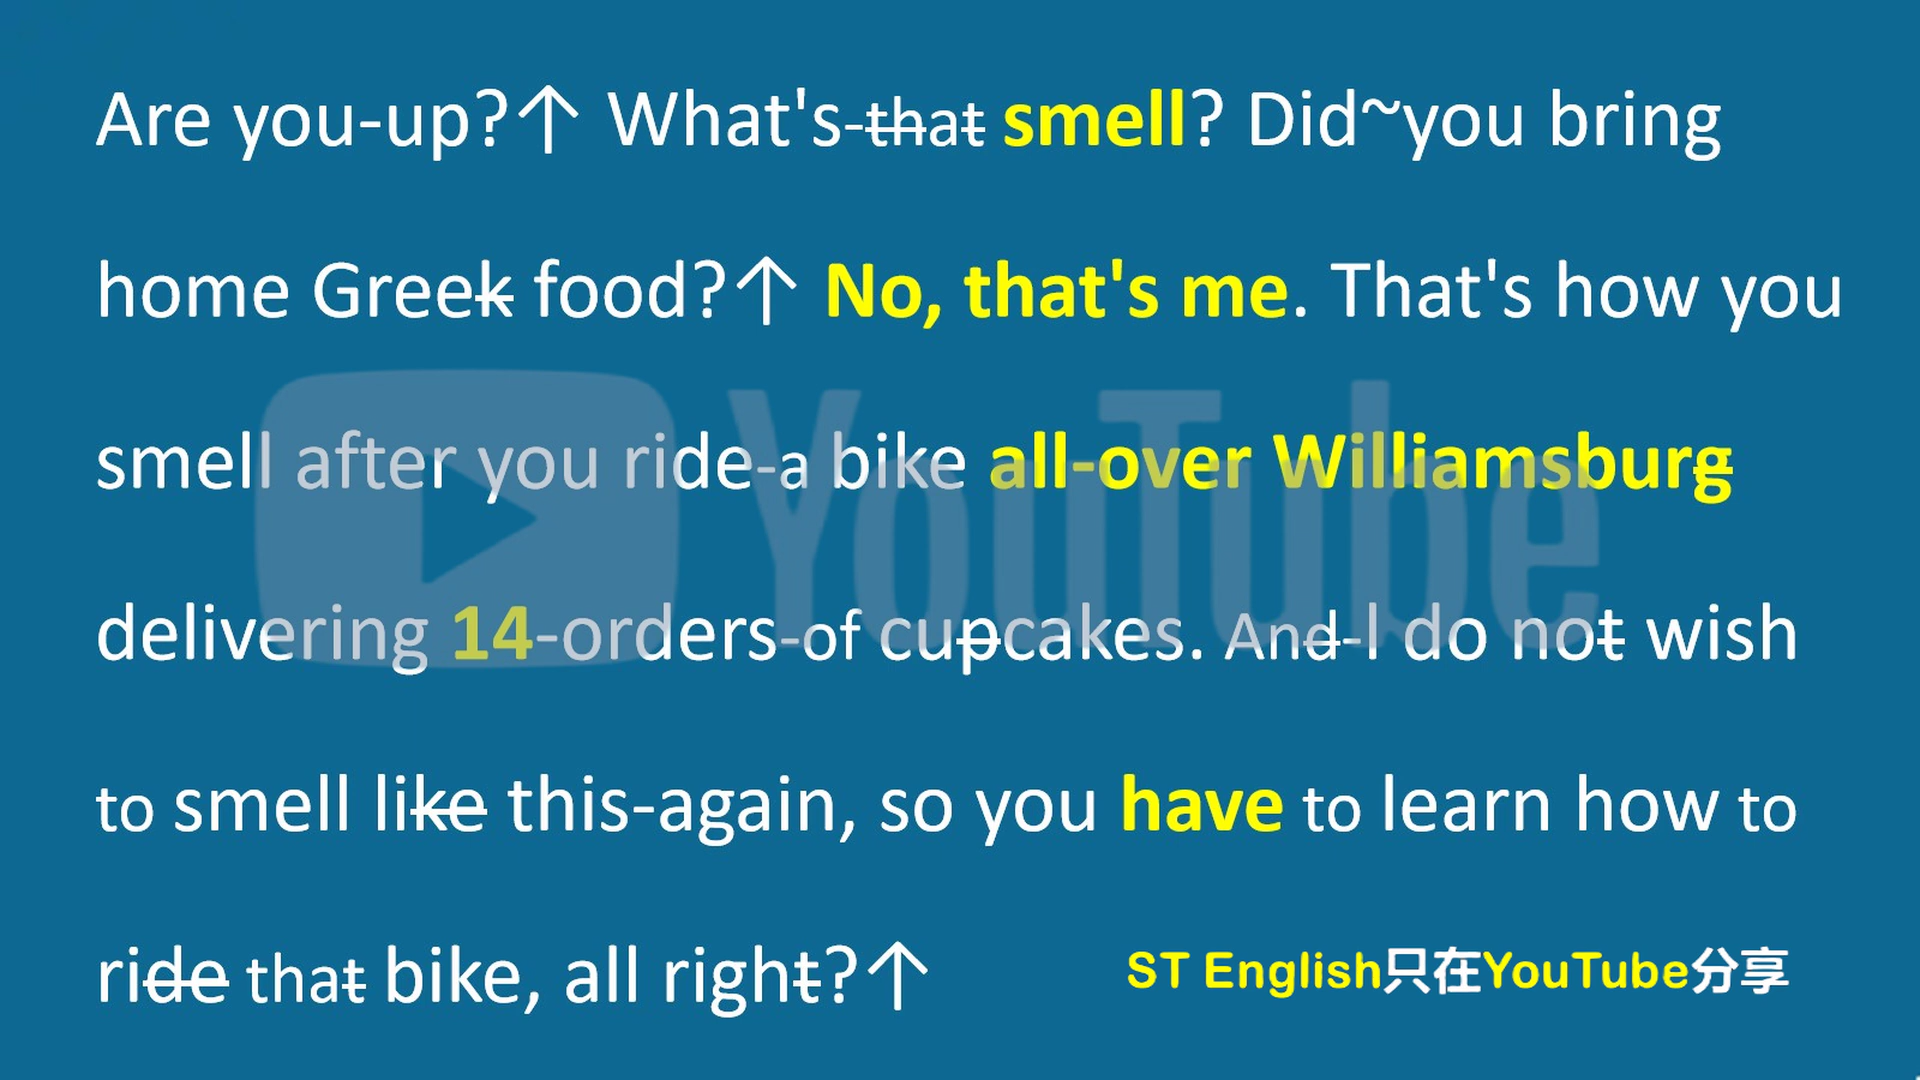 Are you-up?↑ What's-that smell? Did~you bring
home Greek food?↑ No, that's me. That's how you
smell after you ride-a bike all-over Williamsburg
delivering 14-orders-of cupcakes. And-I do not wish
to smell like this-again, so you have to learn how to
ride that bike, all right?↑
ST English只在YouTube分享
YouTube